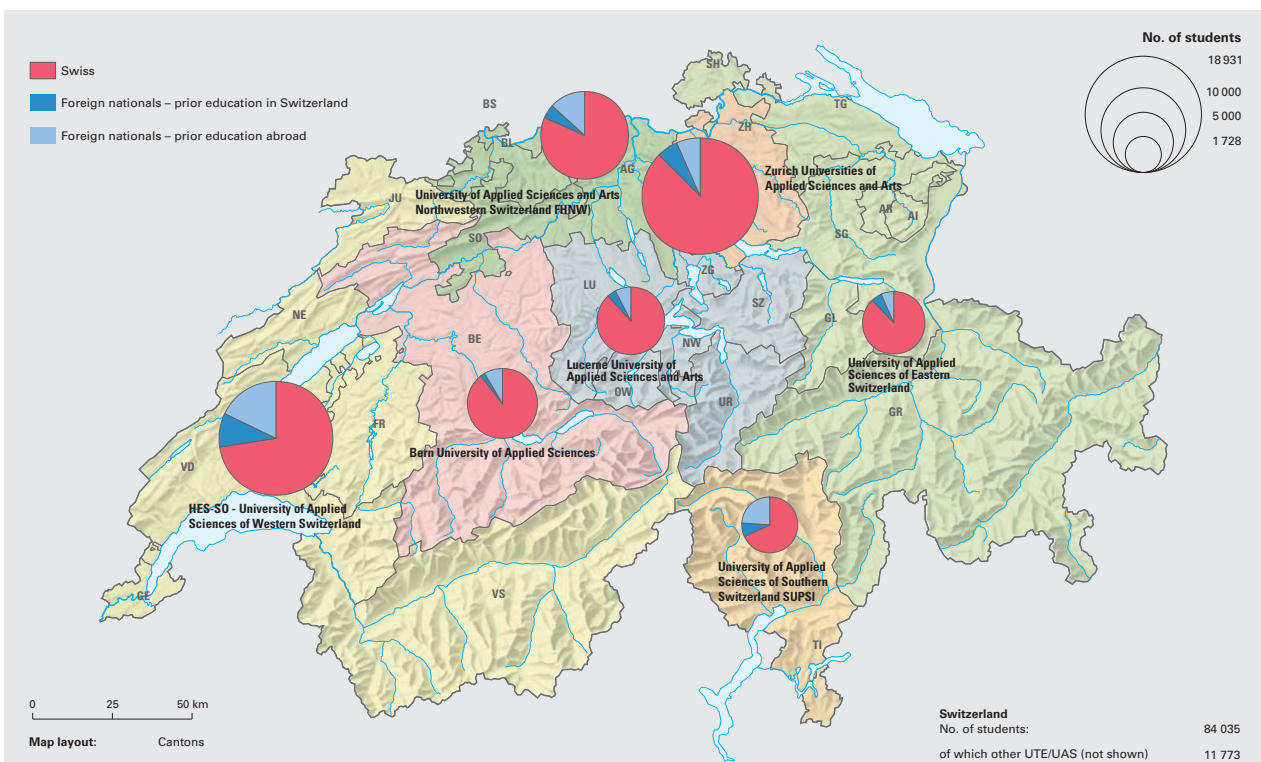 No. of students
18 931
10 000
5 000
1 728
Swiss
Foreign nationals – prior education in Switzerland
Foreign nationals – prior education abroad
SH
BS
TG
ZH
BL
AG
Zurich Universities of
Applied Sciences and Arts
University of Applied Sciences and Arts
Northwestern Switzerland FHNW)
JU
AR
AI
SO
SG
ZG
LU
SZ
NE
GL
BE
NW
Lucerne University of
Applied Sciences and Arts
University of Applied
Sciences of Eastern
Switzerland
OW
UR
GR
FR
Bern University of Applied Sciences
VD
HES-SO - University of Applied
Sciences of Western Switzerland
University of Applied
Sciences of Southern
Switzerland SUPSI
GE
VS
TI
0
25
50 km
Map layout:
Cantons
Switzerland
No. of students:
84 035
of which other UTE/UAS (not shown)
11 773